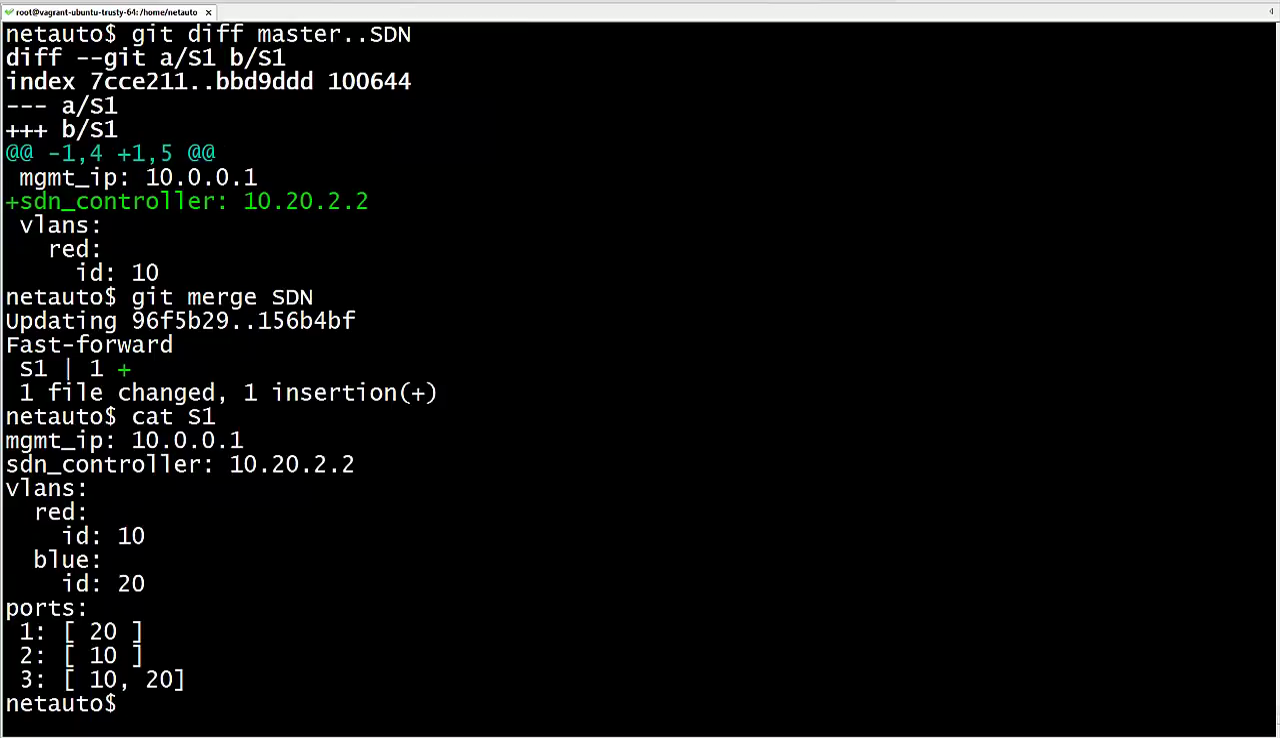 root@vagrant-ubuntu-trusty-64: /home/netauto
netauto$ git diff master..SDN
diff --git a/S1 b/S1
index 7cce211..bbd9ddd 100644
--- a/S1
+++ b/S1
@@ -1,4 +1,5 @@
 mgmt_ip: 10.0.0.1
+sdn_controller: 10.20.2.2
 vlans:
   red:
     id: 10
netauto$ git merge SDN
Updating 96f5b29..156b4bf
Fast-forward
 S1 | 1 +
 1 file changed, 1 insertion(+)
netauto$ cat S1
mgmt_ip: 10.0.0.1
sdn_controller: 10.20.2.2
vlans:
  red:
    id: 10
  blue:
    id: 20
ports:
 1: [ 20 ]
 2: [ 10 ]
 3: [ 10, 20]
netauto$